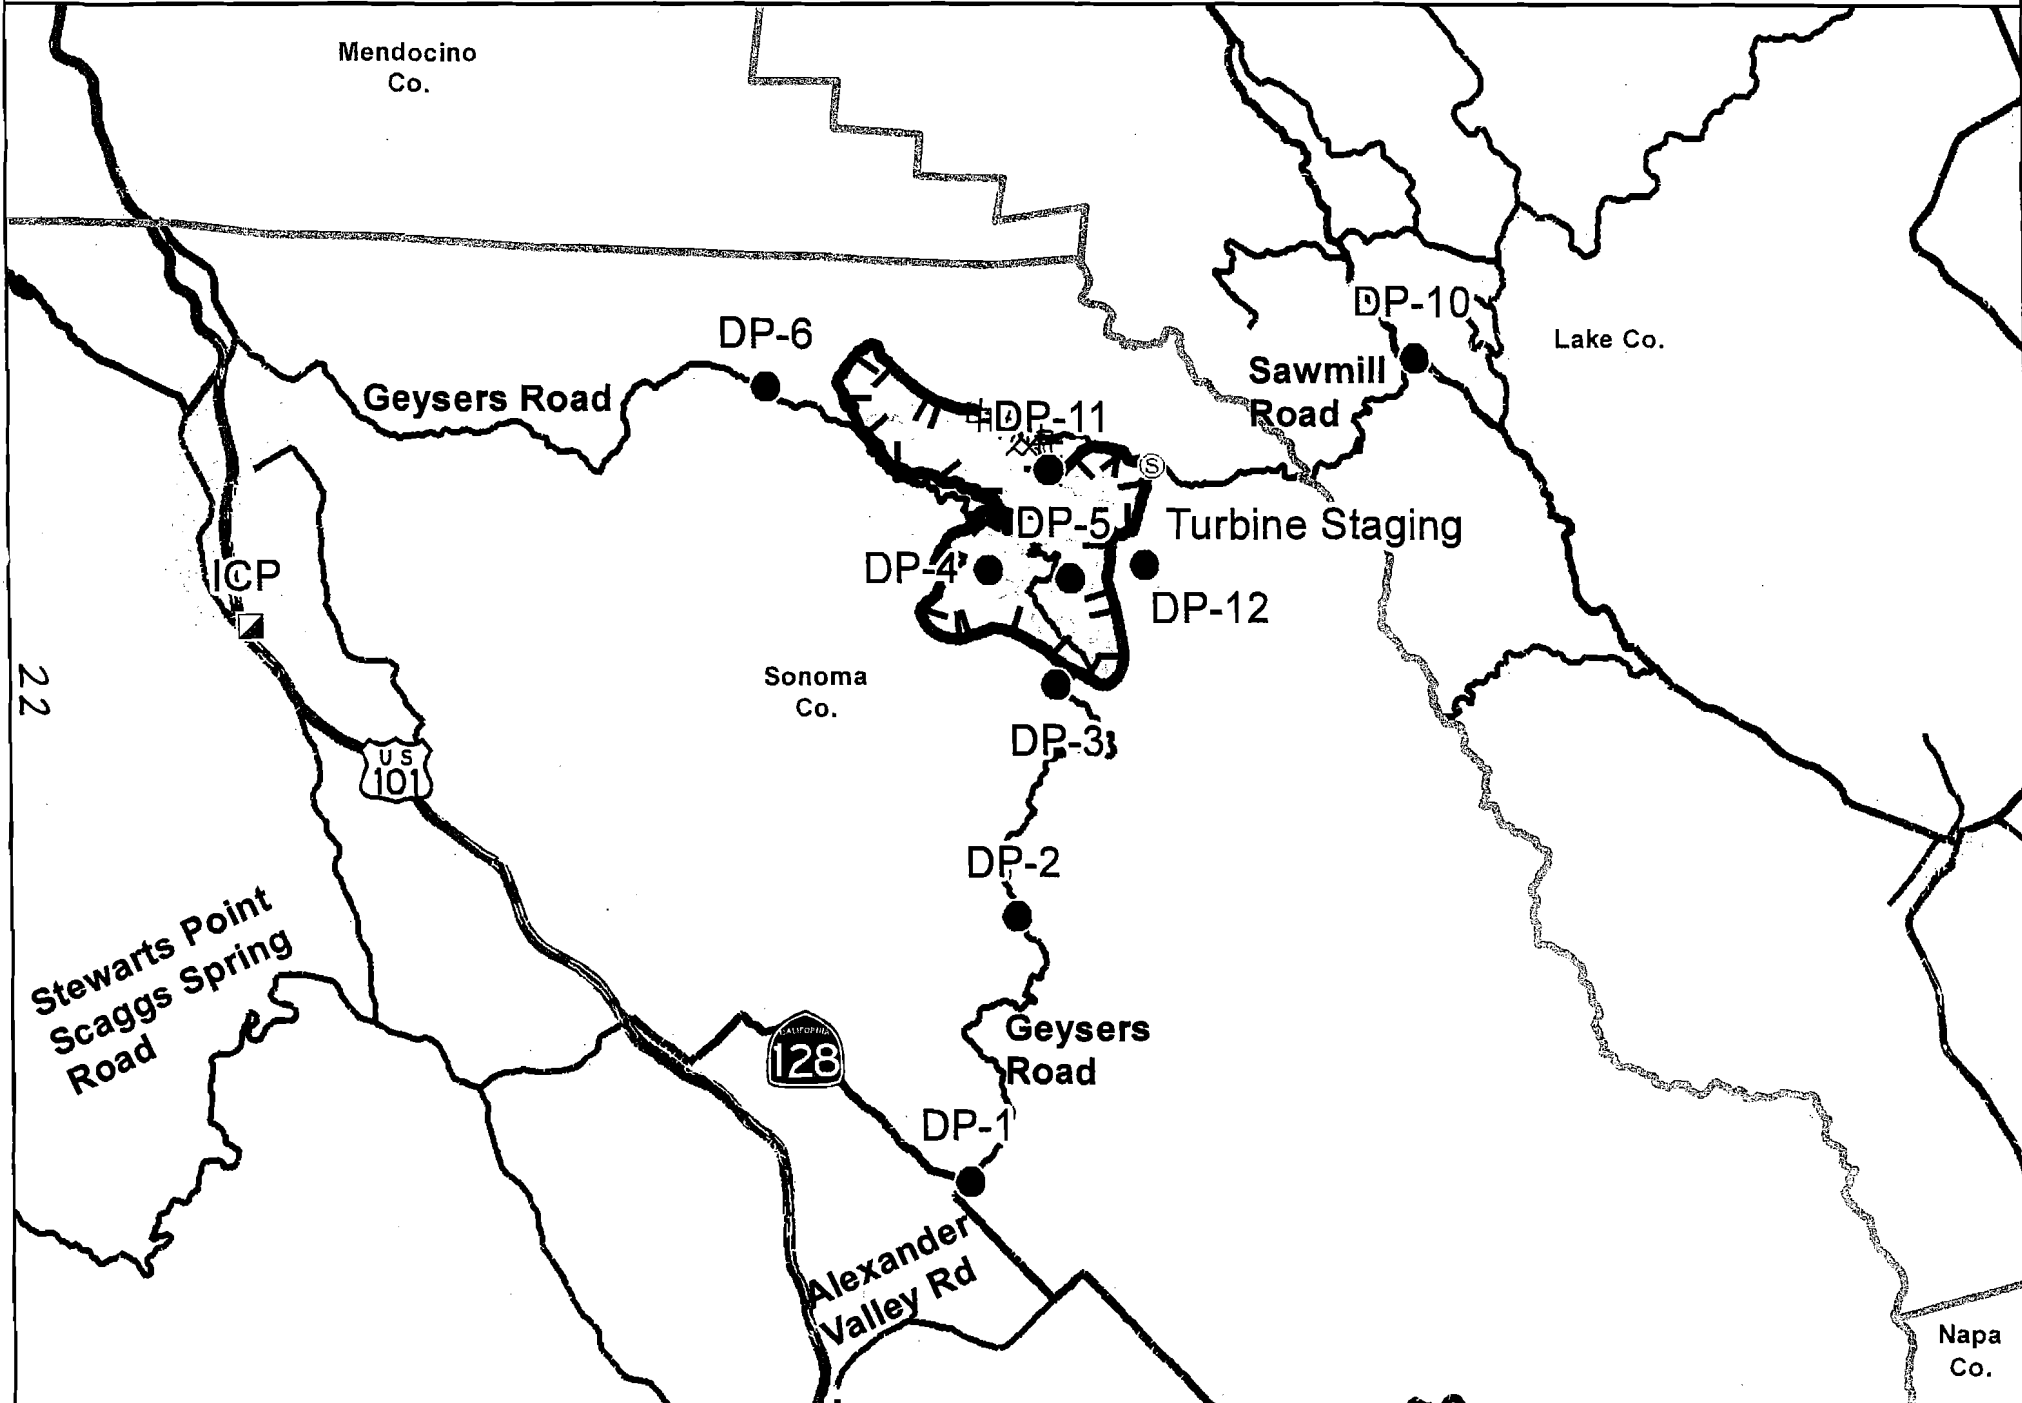 Mendocino
Co.
DP-6
DP-10
Lake Co.
Geysers Road
Sawmill
Road
DP-11
S
DP-5
Turbine Staging
DP-4
ICP
DP-12
22
Sonoma
Co.
DP-3
US
101
DP-2
Stewarts Point
Scaggs Spring
Road
Geysers
Road
CALIFORNIA
128
DP-1
Alexander
Valley Rd
Napa
Co.